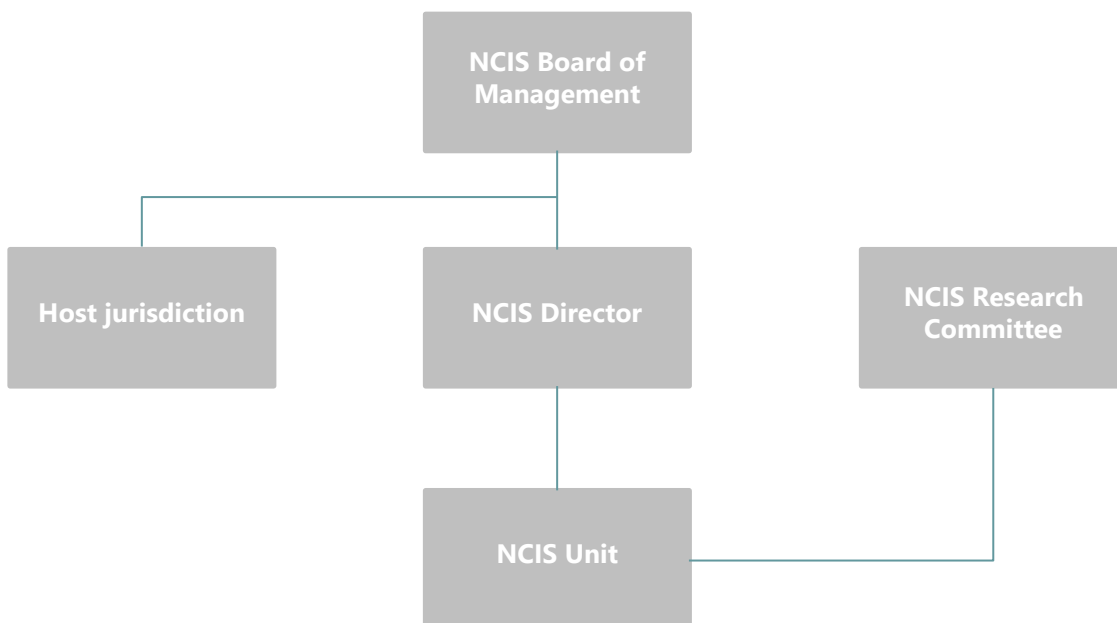 NCIS Board of
Management
Host jurisdiction
NCIS Director
NCIS Research
Committee
NCIS Unit